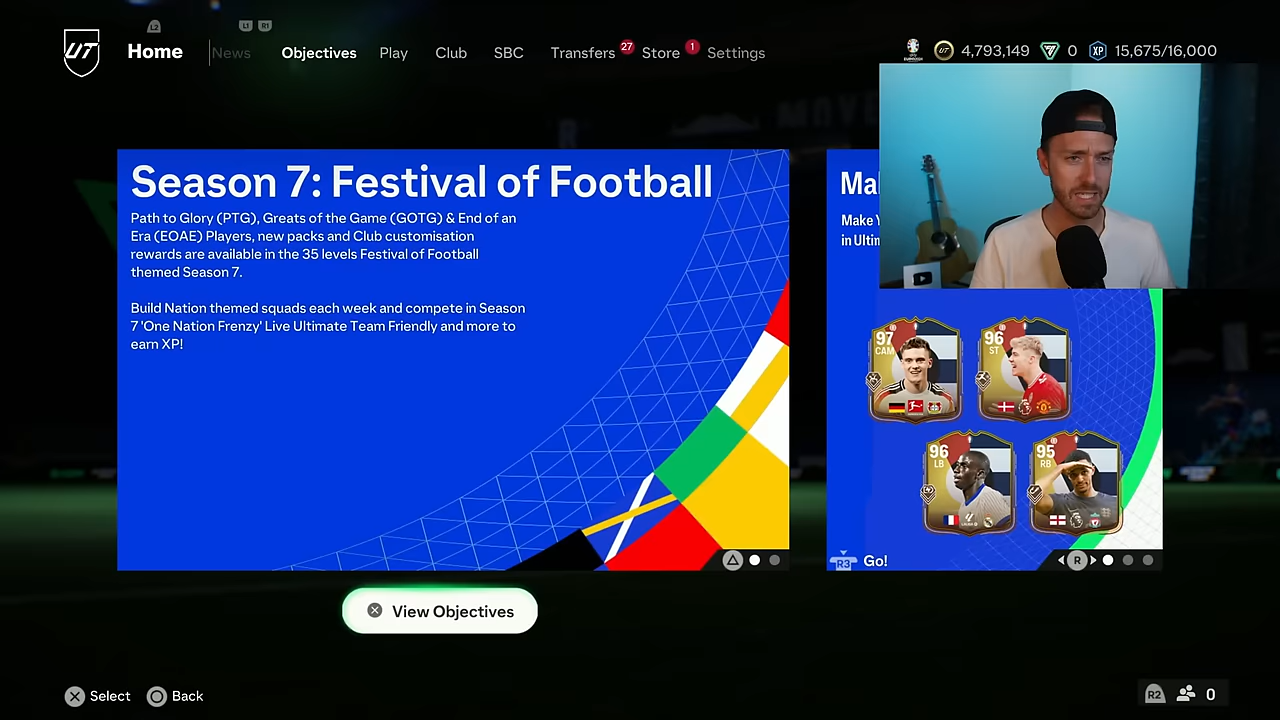 L2
L1 R1
UT
Home
News
Objectives
Play
Club
SBC
Transfers
27
Store
1
Settings
UT
4,793,149
0
XP
15,675/16,000
Season 7: Festival of Football
Path to Glory (PTG), Greats of the Game (GOTG) & End of an
Era (EOAE) Players, new packs and Club customisation
rewards are available in the 35 levels Festival of Football
themed Season 7.
Build Nation themed squads each week and compete in Season
7 'One Nation Frenzy' Live Ultimate Team Friendly and more to
earn XP!
Make Y
in Ultim
97
CAM
96
ST
96
LB
95
RB
R3
Go!
R
View Objectives
Select
Back
R2
0